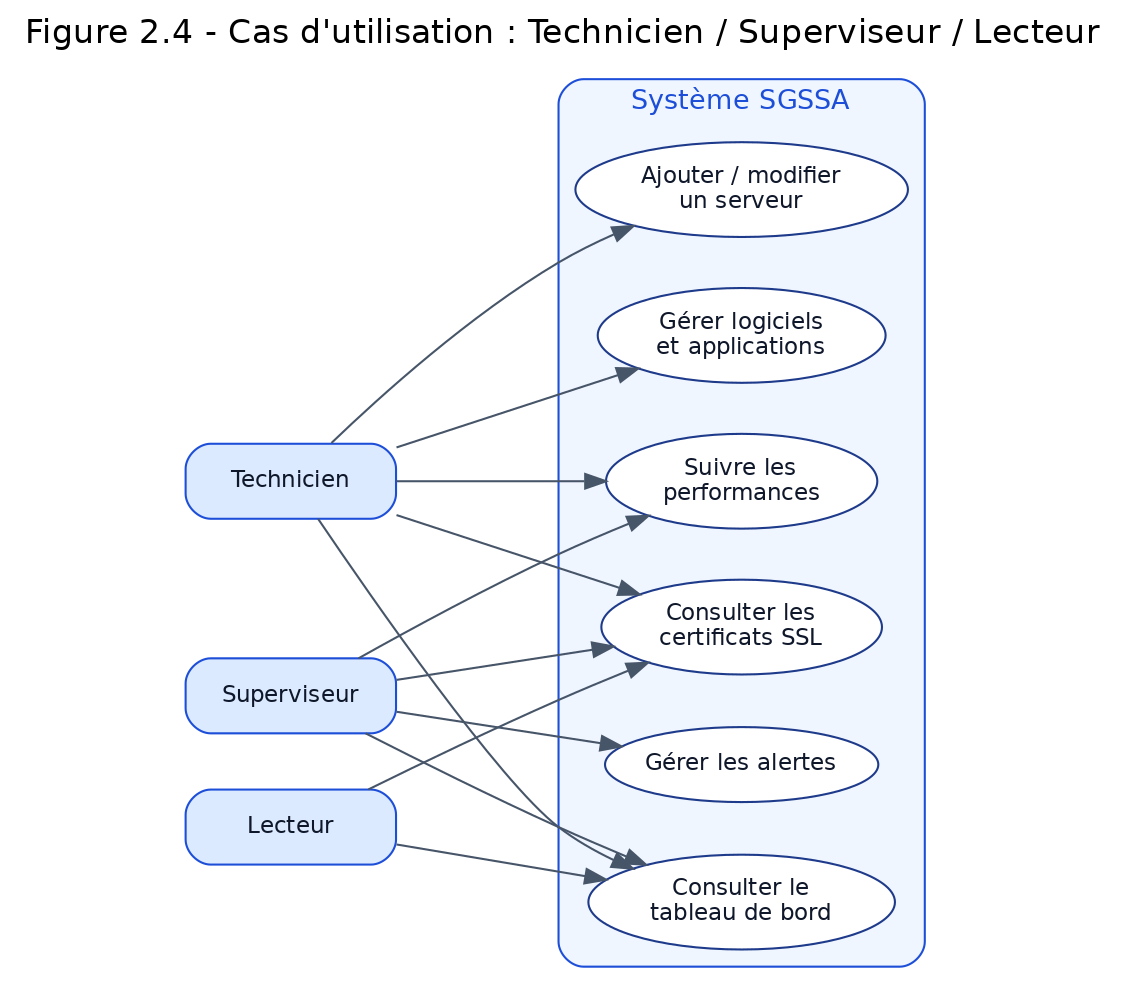 Figure 2.4 - Cas d'utilisation : Technicien / Superviseur / Lecteur
Système SGSSA
Ajouter / modifier
un serveur
Gérer logiciels
et applications
Technicien
Suivre les
performances
Consulter les
certificats SSL
Superviseur
Gérer les alertes
Lecteur
Consulter le
tableau de bord